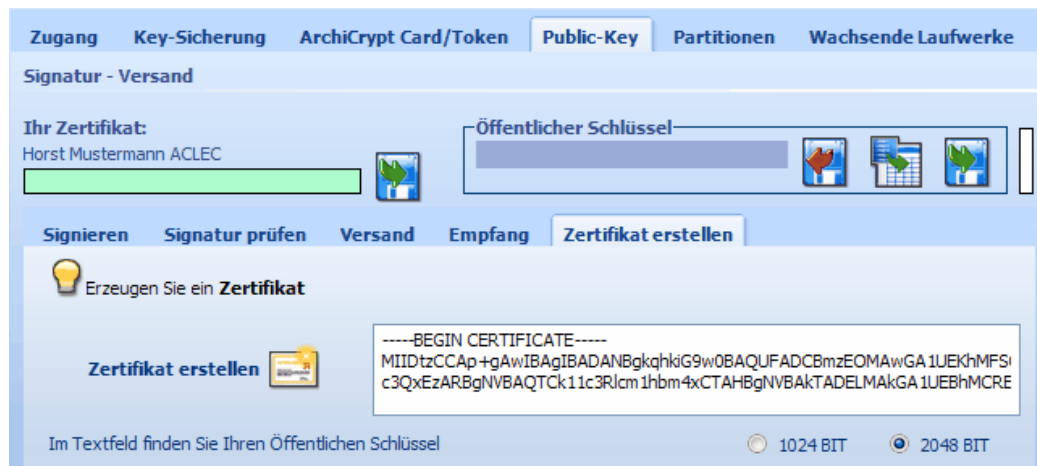 Zugang Key-Sicherung ArchiCrypt Card/Token Public-Key Partitionen Wachsende Laufwerke
Signatur - Versand
Ihr Zertifikat:
Horst Mustermann ACLEC
Öffentlicher Schlüssel
Signieren Signatur prüfen Versand Empfang Zertifikat erstellen
Erzeugen Sie ein Zertifikat
Zertifikat erstellen
-----BEGIN CERTIFICATE-----
MIIDtzCCAp+gAwIBAgIBADANBgkqhkiG9w0BAQUFADCBmzEOMAwGA1UEKhMFS
c3QxEzARBgNVBAQTCk11c3Rlcm1hbm4xCTAHBgNVBAkTADELMAkGA1UEBhMCRE
Im Textfeld finden Sie Ihren Öffentlichen Schlüssel
1024 BIT 2048 BIT